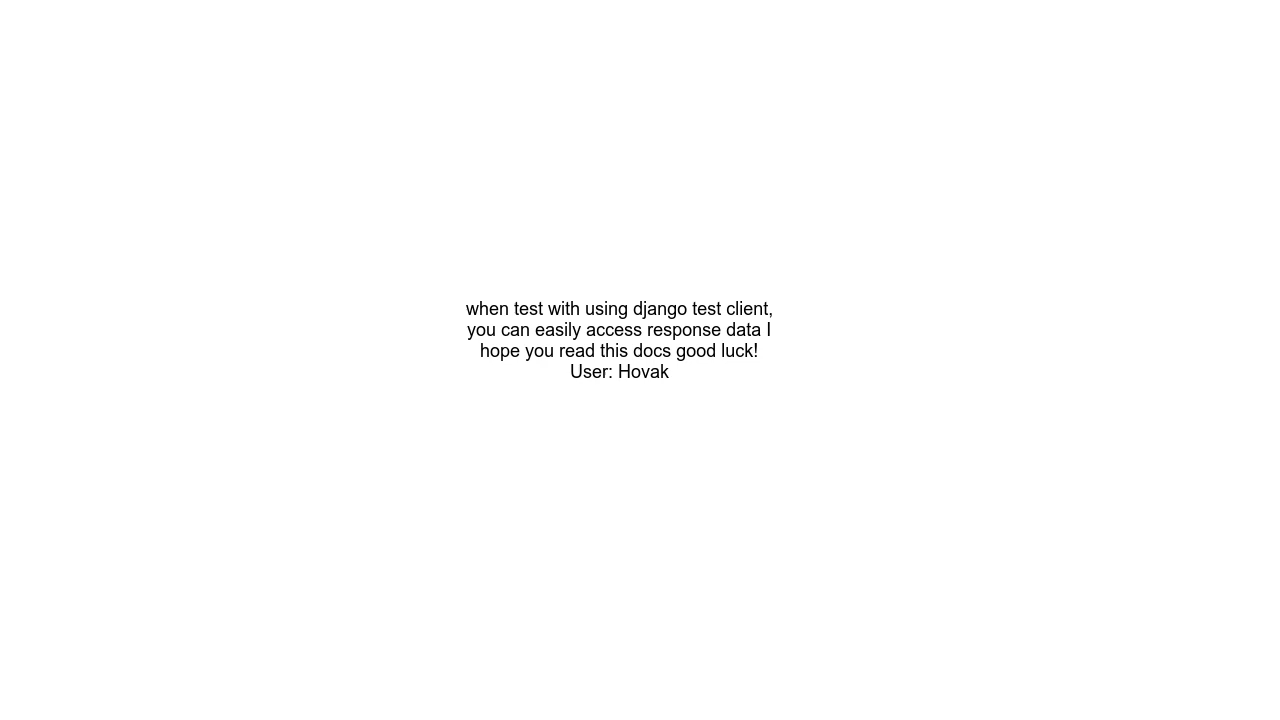 when test with using django test client,
you can easily access response data I
hope you read this docs good luck!
User: Hovak